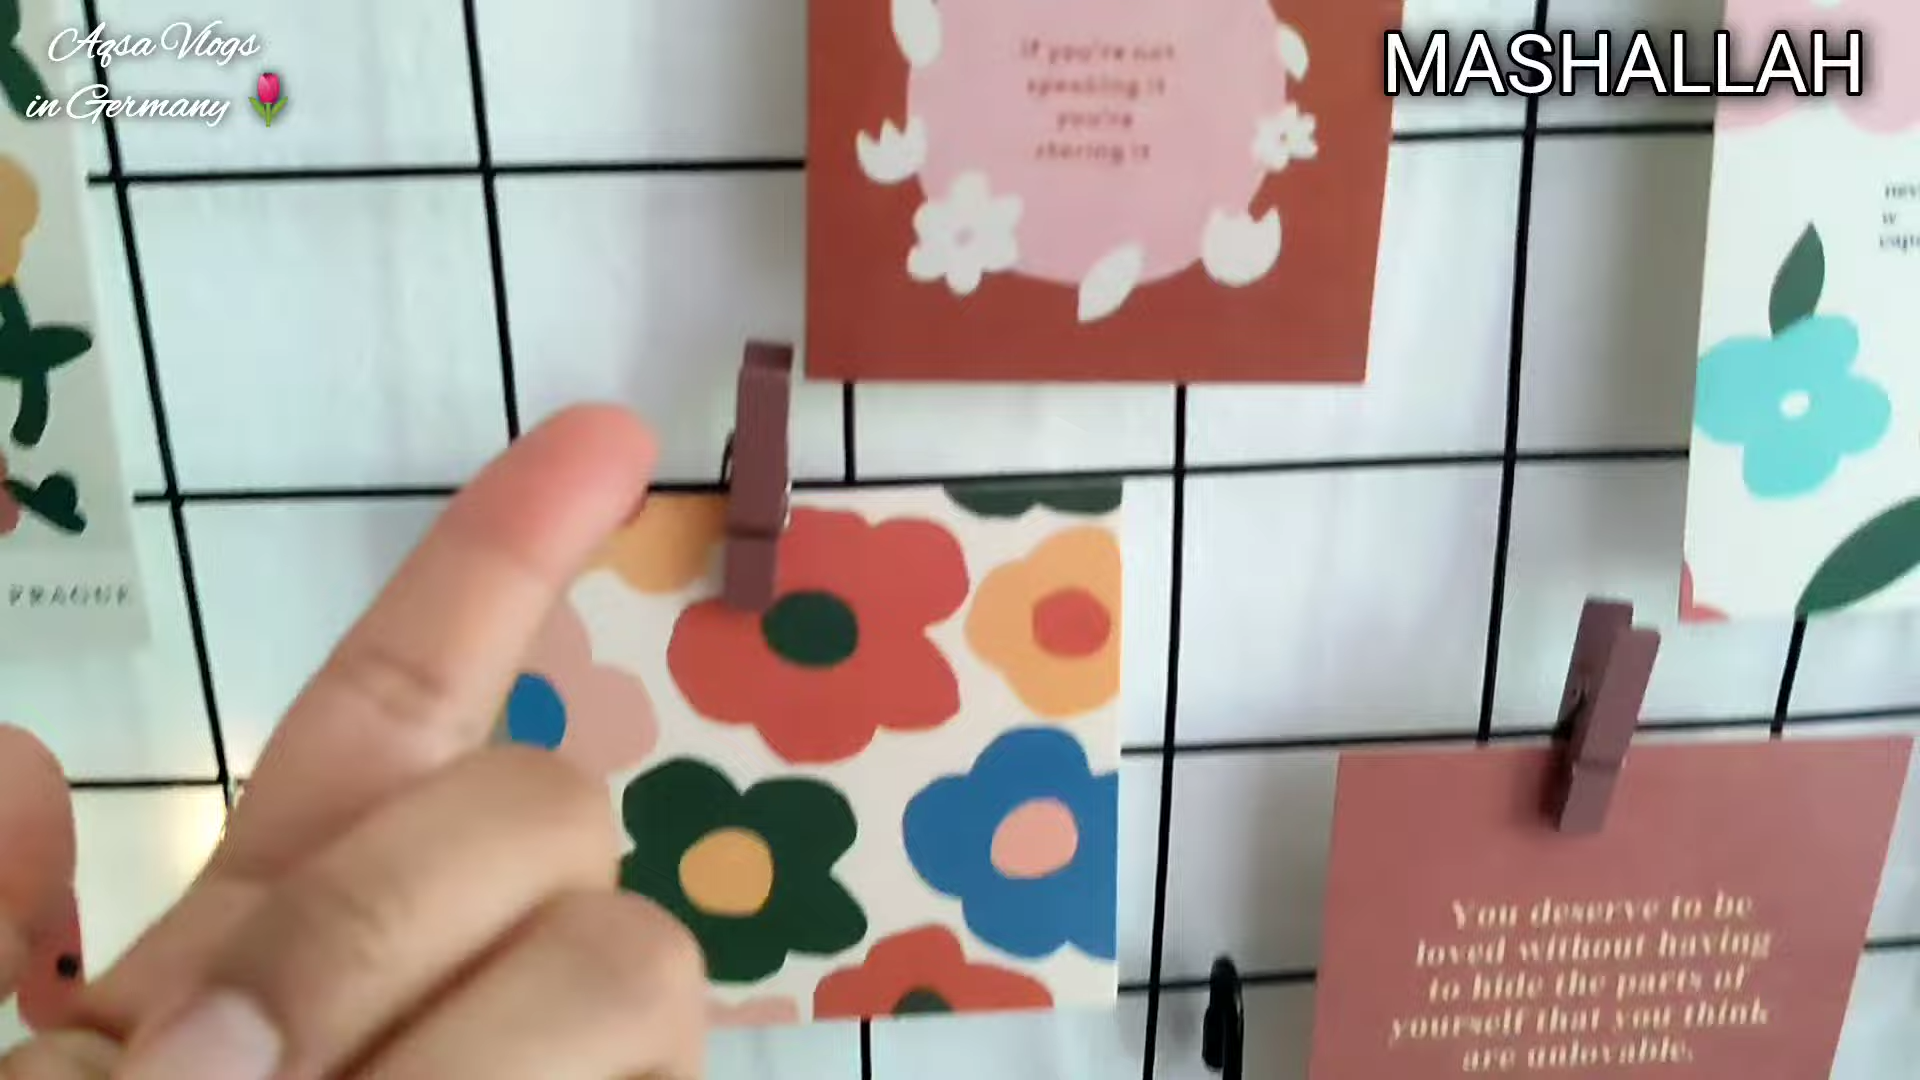 Aqsa Vlogs
in Germany
MASHALLAH
If you're not
speaking it
you're
storing it
PRAGUE
You deserve to be
loved without having
to hide the parts of
yourself that you think
are unlovable.